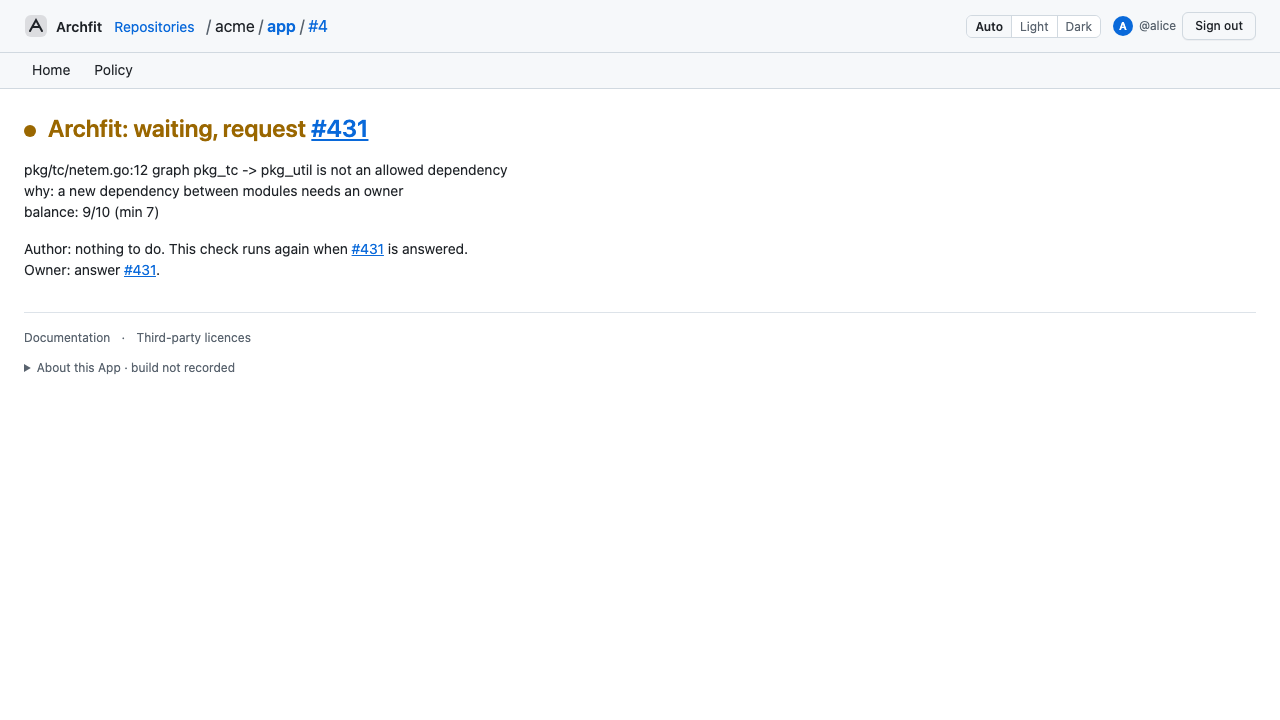 Archfit Repositories / acme / app / #4
Auto Light Dark A @alice Sign out
Home Policy
Archfit: waiting, request #431
pkg/tc/netem.go:12 graph pkg_tc -> pkg_util is not an allowed dependency
why: a new dependency between modules needs an owner
balance: 9/10 (min 7)
Author: nothing to do. This check runs again when #431 is answered.
Owner: answer #431.
Documentation · Third-party licences
About this App · build not recorded